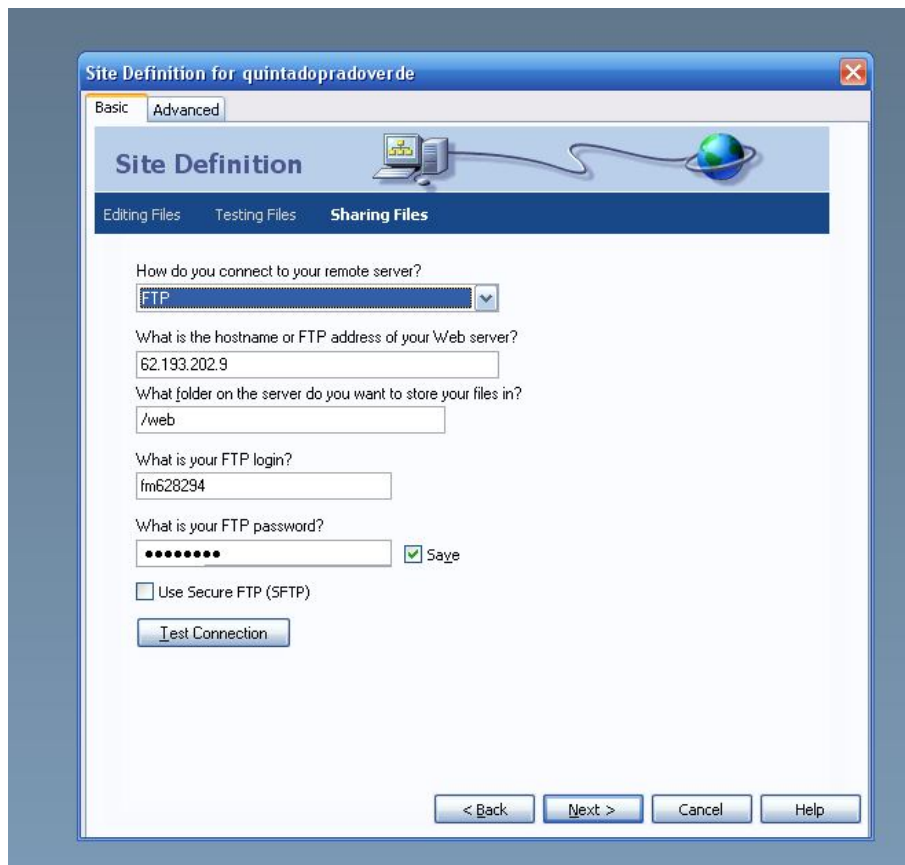 Site Definition for quintadopradoverde
Basic Advanced
Site Definition
Editing Files Testing Files Sharing Files
How do you connect to your remote server?
FTP
What is the hostname or FTP address of your Web server?
62.193.202.9
What folder on the server do you want to store your files in?
/web
What is your FTP login?
fm628294
What is your FTP password?
••••••••
Save
Use Secure FTP (SFTP)
Test Connection
< Back Next > Cancel Help